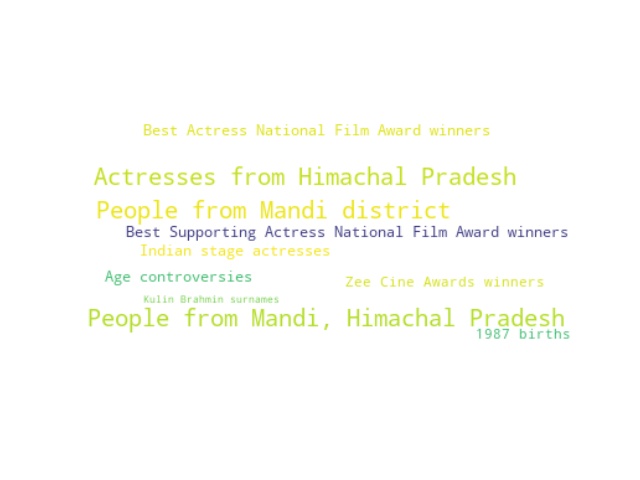 Best Actress National Film Award winners
Actresses from Himachal Pradesh
People from Mandi district
Best Supporting Actress National Film Award winners
Indian stage actresses
Age controversies
Zee Cine Awards winners
Kulin Brahmin surnames
People from Mandi, Himachal Pradesh
1987 births